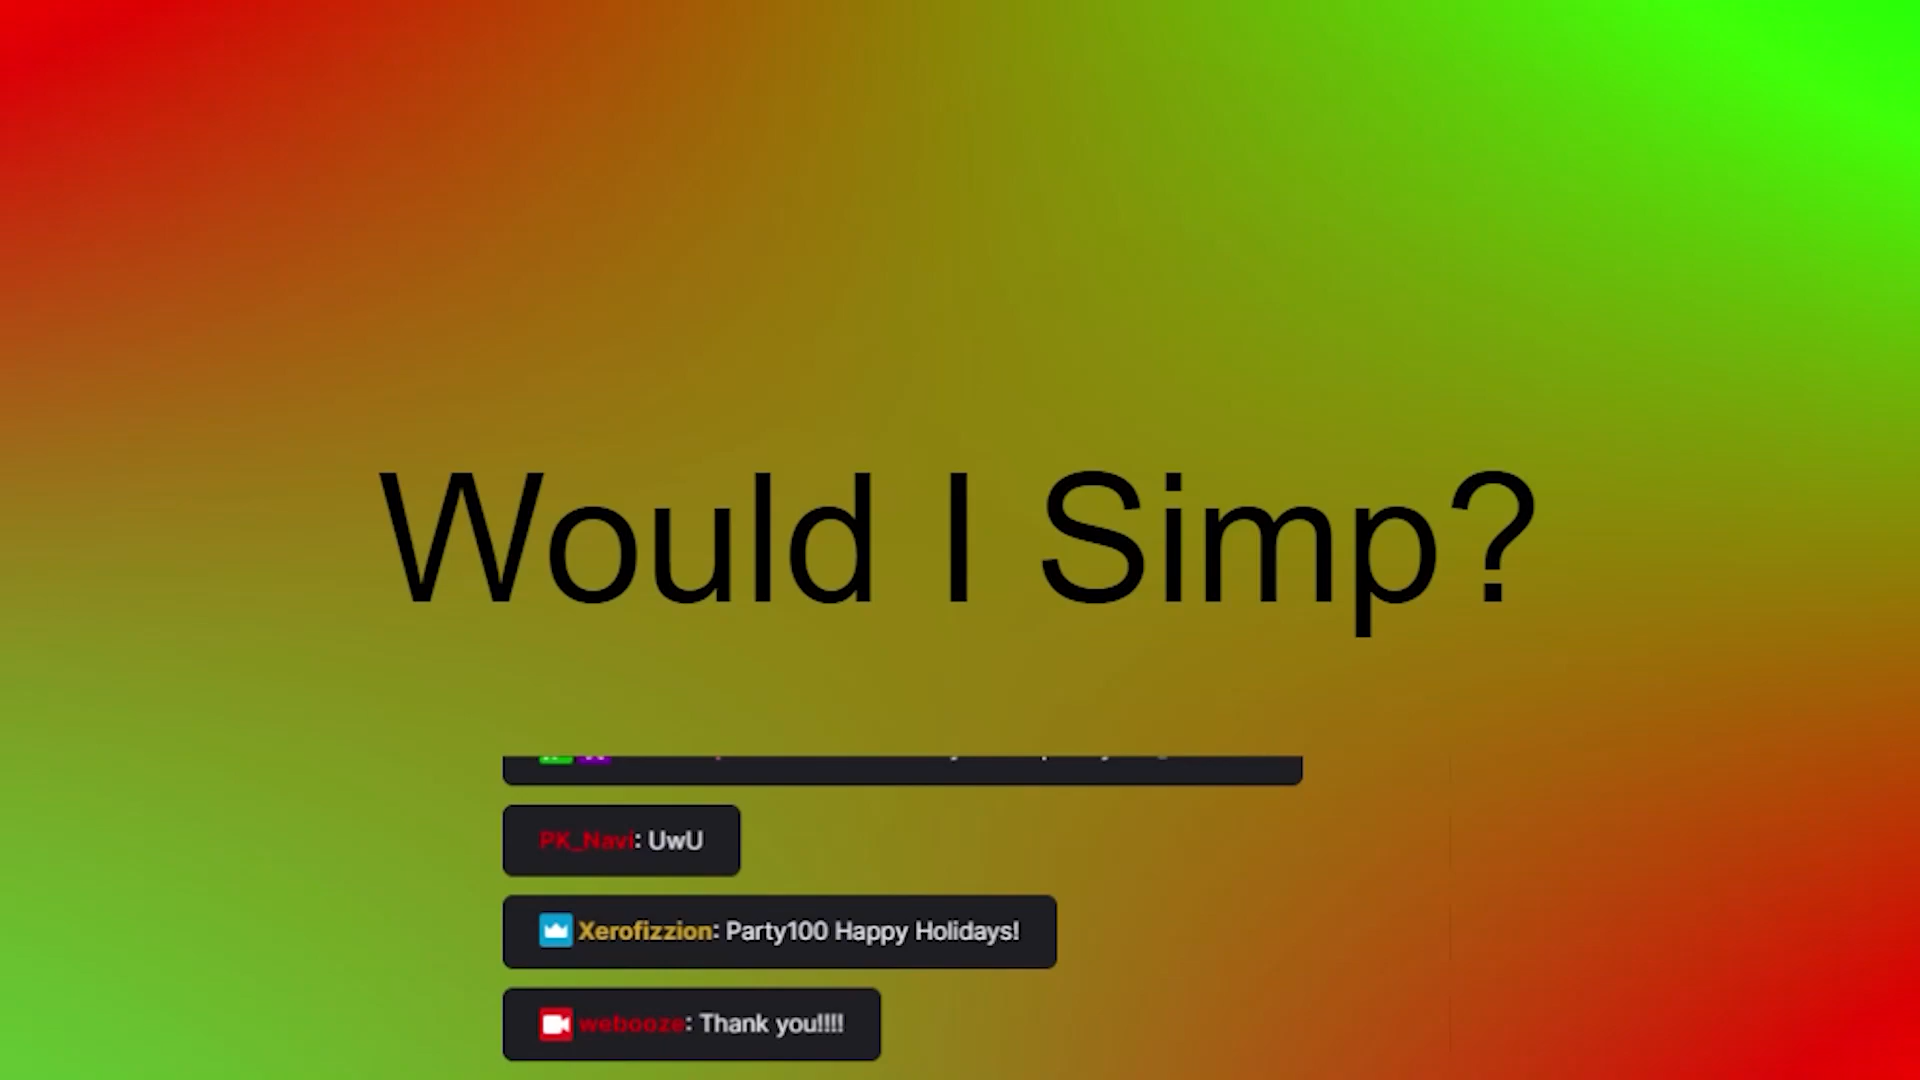 Would I Simp?
PK_Navi: UwU
Xerofizzion: Party100 Happy Holidays!
webooze: Thank you!!!!